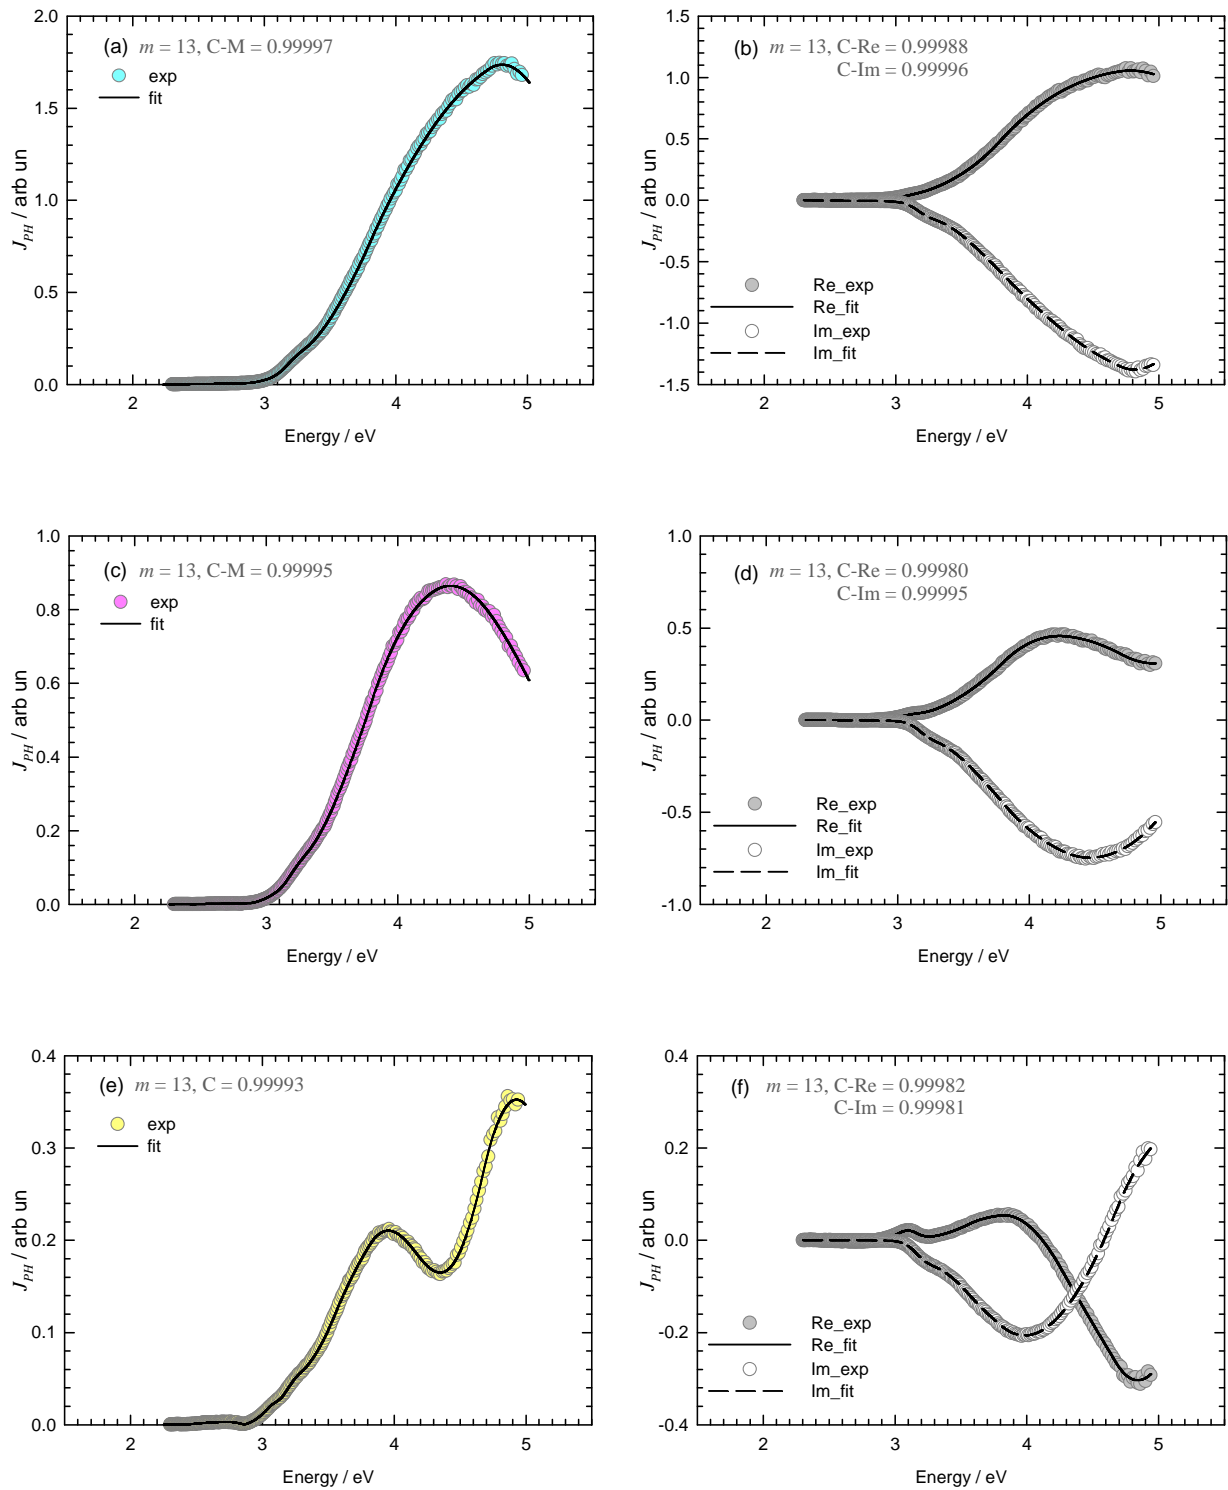 (a) m = 13, C-M = 0.99997
exp
fit
2.0
1.5
1.0
0.5
0.0
J_PH / arb un
2 3 4 5
Energy / eV
(b) m = 13, C-Re = 0.99988
C-Im = 0.99996
1.5
1.0
0.5
0.0
-0.5
-1.0
-1.5
J_PH / arb un
Re_exp
Re_fit
Im_exp
Im_fit
2 3 4 5
Energy / eV
(c) m = 13, C-M = 0.99995
exp
fit
1.0
0.8
0.6
0.4
0.2
0.0
J_PH / arb un
2 3 4 5
Energy / eV
(d) m = 13, C-Re = 0.99980
C-Im = 0.99995
1.0
0.5
0.0
-0.5
-1.0
J_PH / arb un
Re_exp
Re_fit
Im_exp
Im_fit
2 3 4 5
Energy / eV
(e) m = 13, C = 0.99993
exp
fit
0.4
0.3
0.2
0.1
0.0
J_PH / arb un
2 3 4 5
Energy / eV
(f) m = 13, C-Re = 0.99982
C-Im = 0.99981
0.4
0.2
0.0
-0.2
-0.4
J_PH / arb un
Re_exp
Re_fit
Im_exp
Im_fit
2 3 4 5
Energy / eV